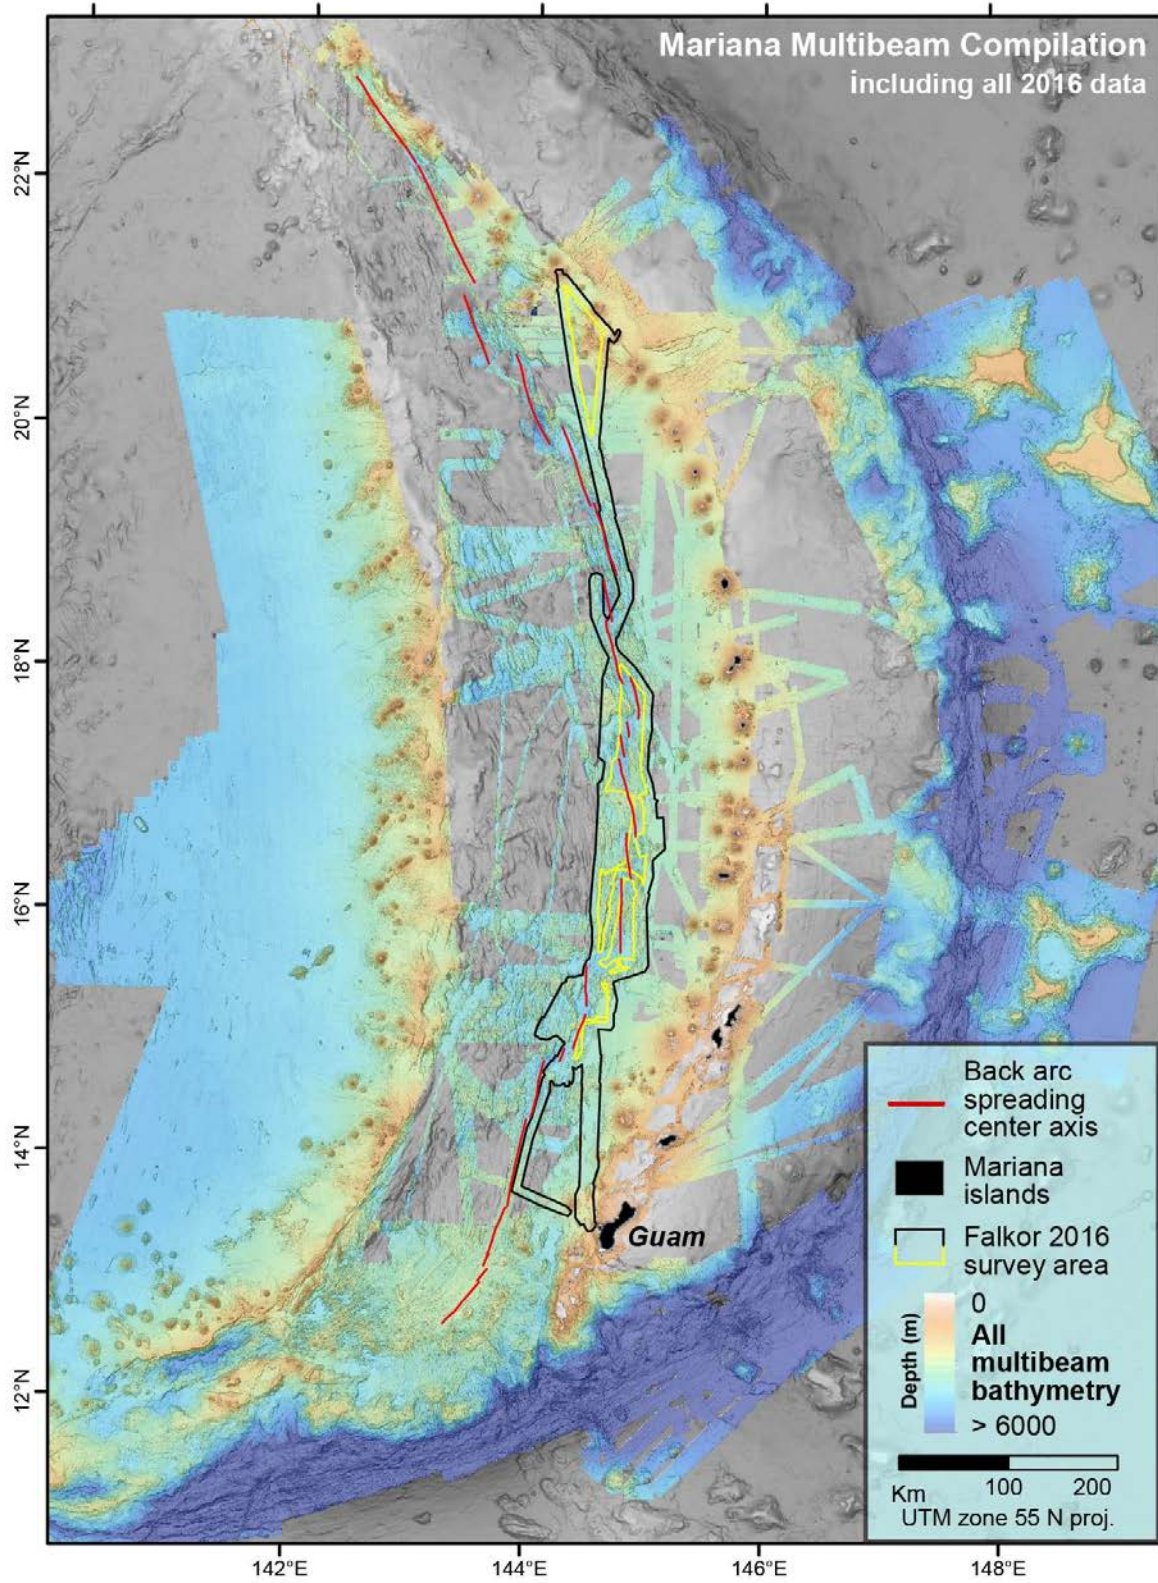 Mariana Multibeam Compilation
including all 2016 data
22°N
20°N
18°N
16°N
14°N
12°N
Guam
Back arc
spreading
center axis
Mariana
islands
Falkor 2016
survey area
Depth (m)
0
All
multibeam
bathymetry
> 6000
Km
100
200
UTM zone 55 N proj.
142°E
144°E
146°E
148°E